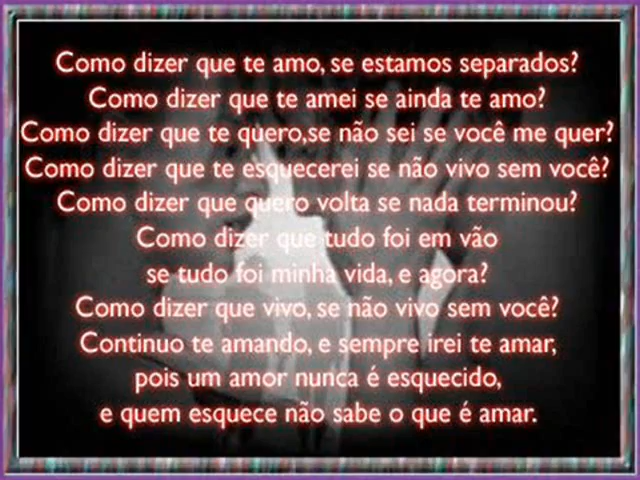 Como dizer que te amo, se estamos separados?
Como dizer que te amei se ainda te amo?
Como dizer que te quero,se não sei se você me quer?
Como dizer que te esquecerei se não vivo sem você?
Como dizer que quero volta se nada terminou?
Como dizer que tudo foi em vão
se tudo foi minha vida, e agora?
Como dizer que vivo, se não vivo sem você?
Continuo te amando, e sempre irei te amar,
pois um amor nunca é esquecido,
e quem esquece não sabe o que é amar.